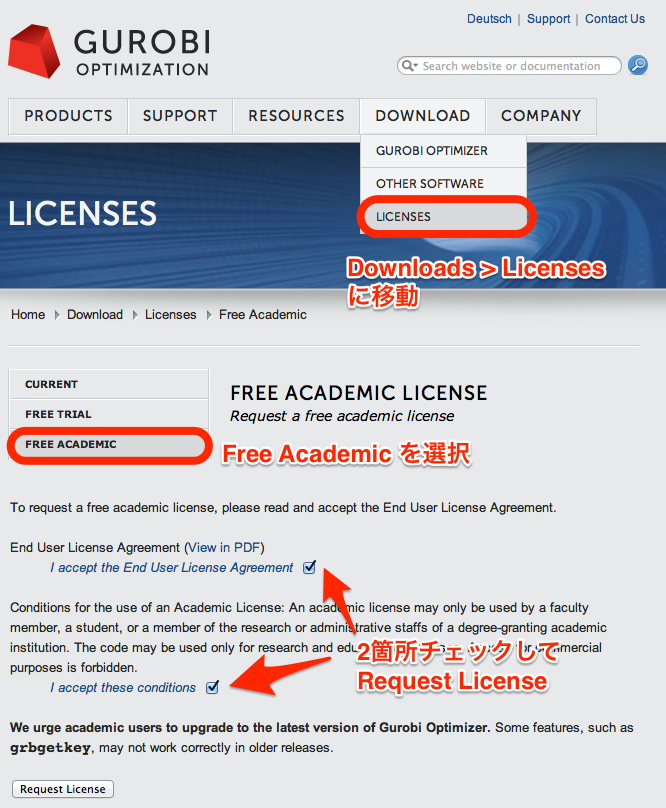 Deutsch | Support | Contact Us
GUROBI
OPTIMIZATION
Search website or documentation
PRODUCTS SUPPORT RESOURCES DOWNLOAD COMPANY
GUROBI OPTIMIZER
OTHER SOFTWARE
LICENSES
LICENSES
Downloads > Licenses
に移動
Home Download Licenses Free Academic
CURRENT
FREE TRIAL
FREE ACADEMIC
FREE ACADEMIC LICENSE
Request a free academic license
Free Academic を選択
To request a free academic license, please read and accept the End User License Agreement.
End User License Agreement (View in PDF)
I accept the End User License Agreement
Conditions for the use of an Academic License: An academic license may only be used by a faculty
member, a student, or a member of the research or administrative staffs of a degree-granting academic
institution. The code may be used only for research and
purposes is forbidden.
2箇所チェックして
Request License
I accept these conditions
We urge academic users to upgrade to the latest version of Gurobi Optimizer. Some features, such as
grbgetkey, may not work correctly in older releases.
Request License